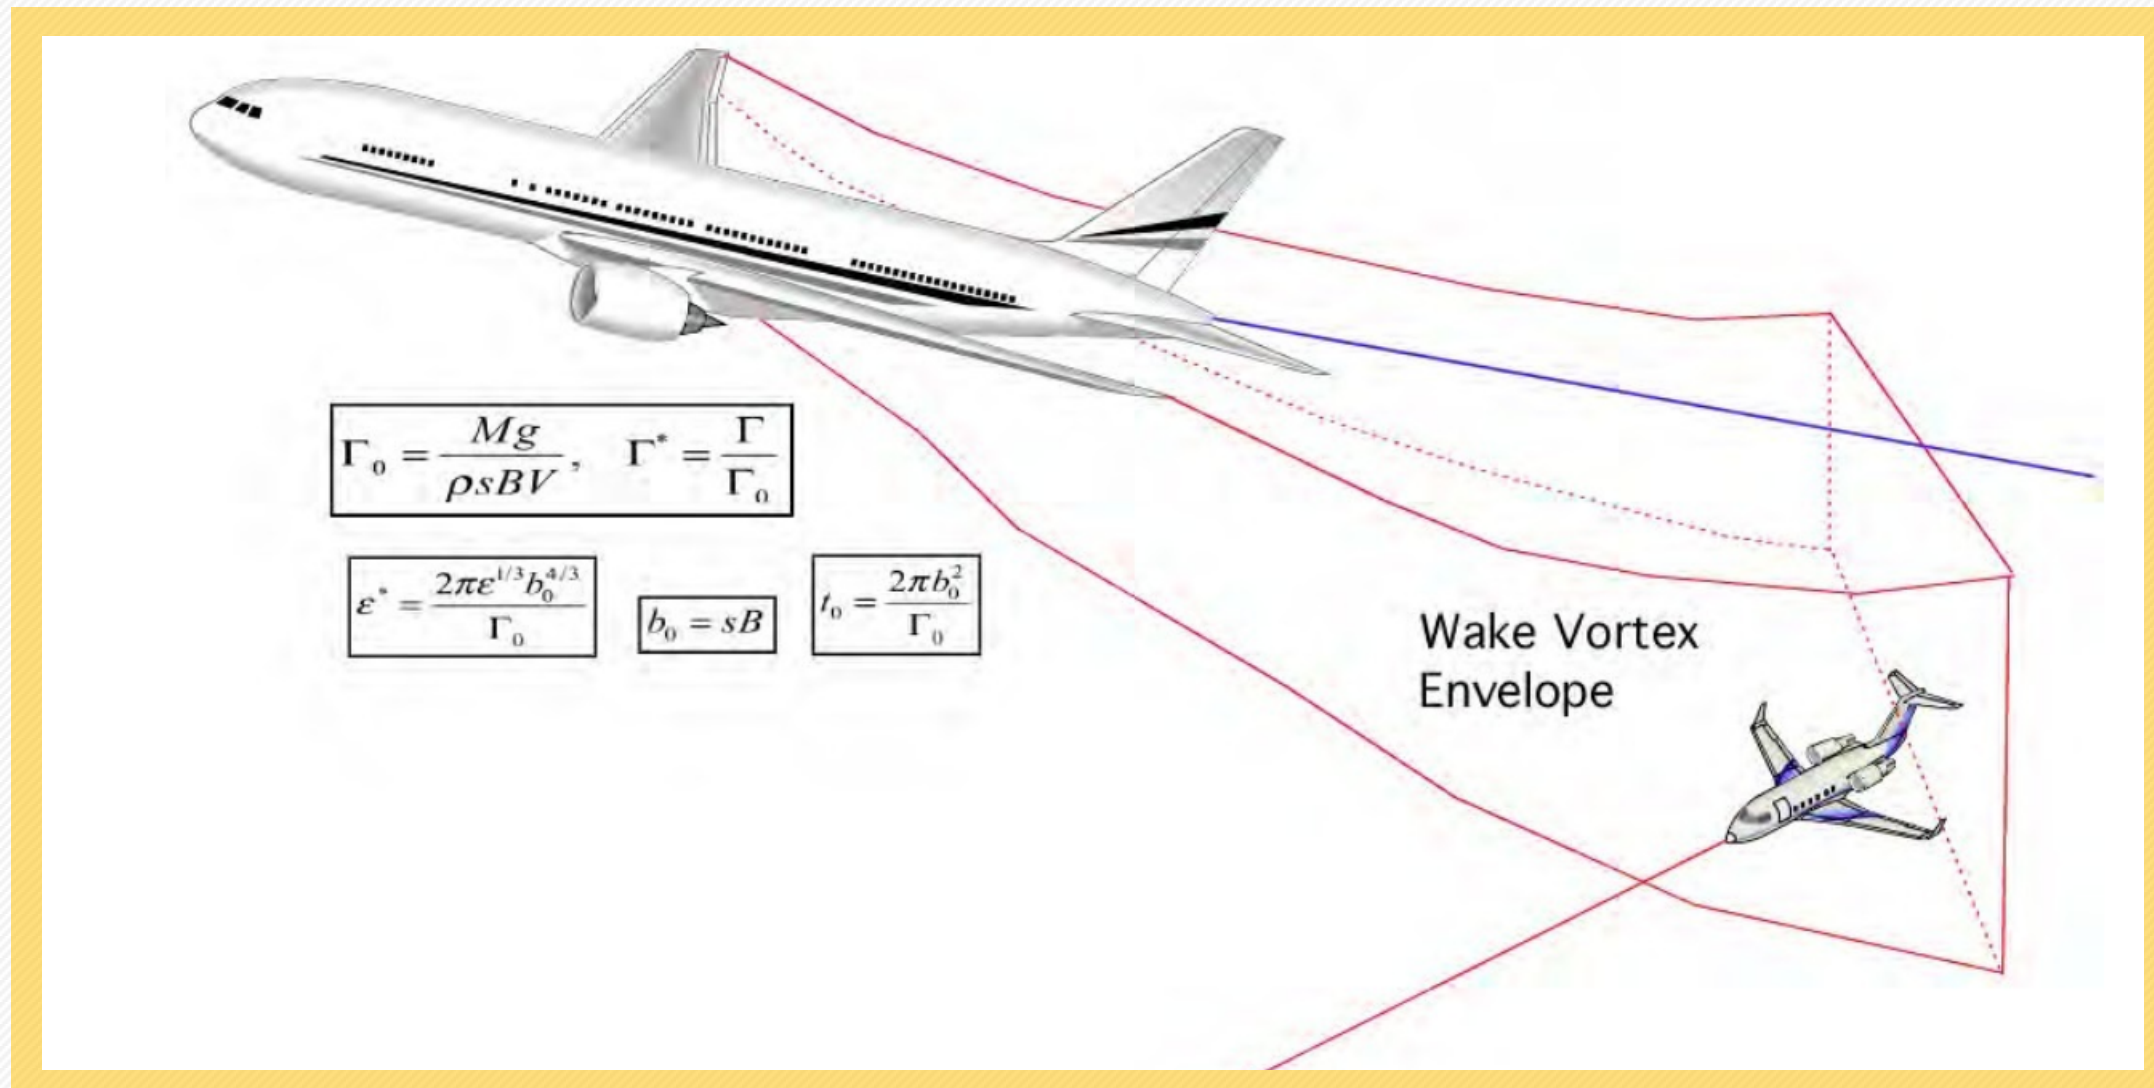 Γ₀ = Mg / ρsBV, Γ* = Γ / Γ₀
ε* = 2πε^{1/3}b₀^{4/3} / Γ₀
b₀ = sB
t₀ = 2πb₀² / Γ₀
Wake Vortex
Envelope